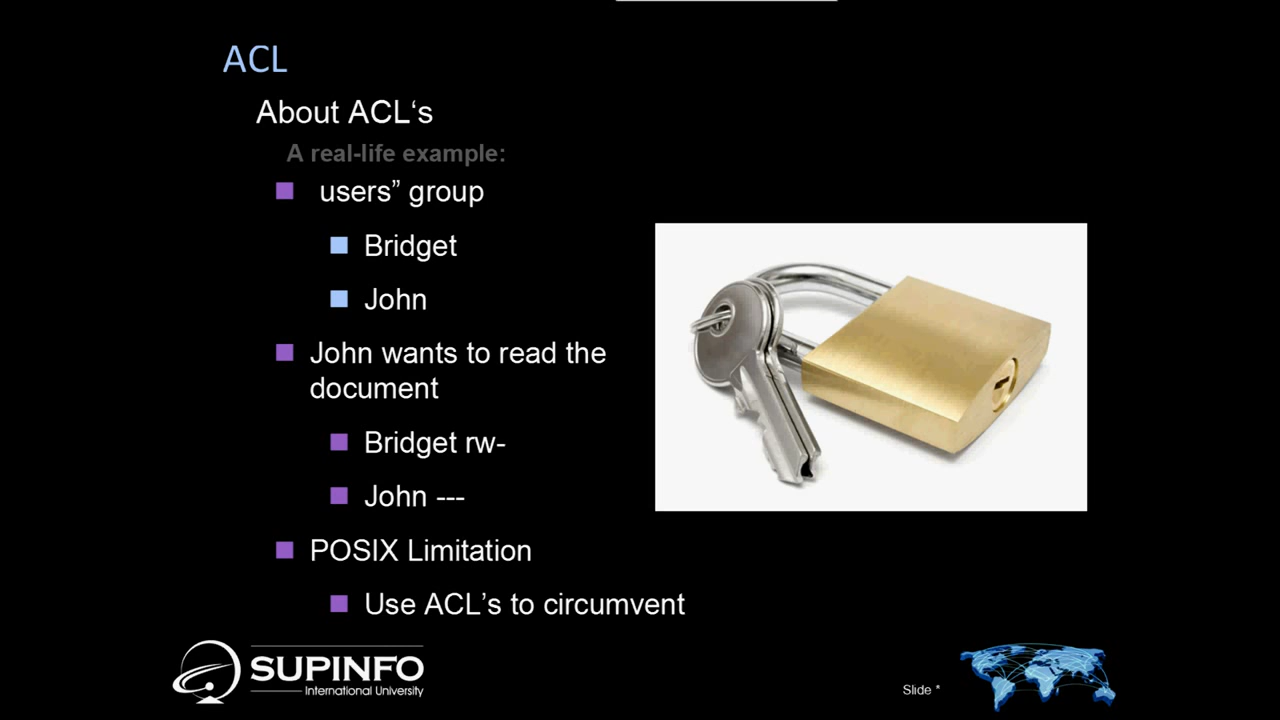 ACL
About ACL‘s
A real-life example:
users” group
Bridget
John
John wants to read the
document
Bridget rw-
John ---
POSIX Limitation
Use ACL’s to circumvent
SUPINFO
International University
Slide *